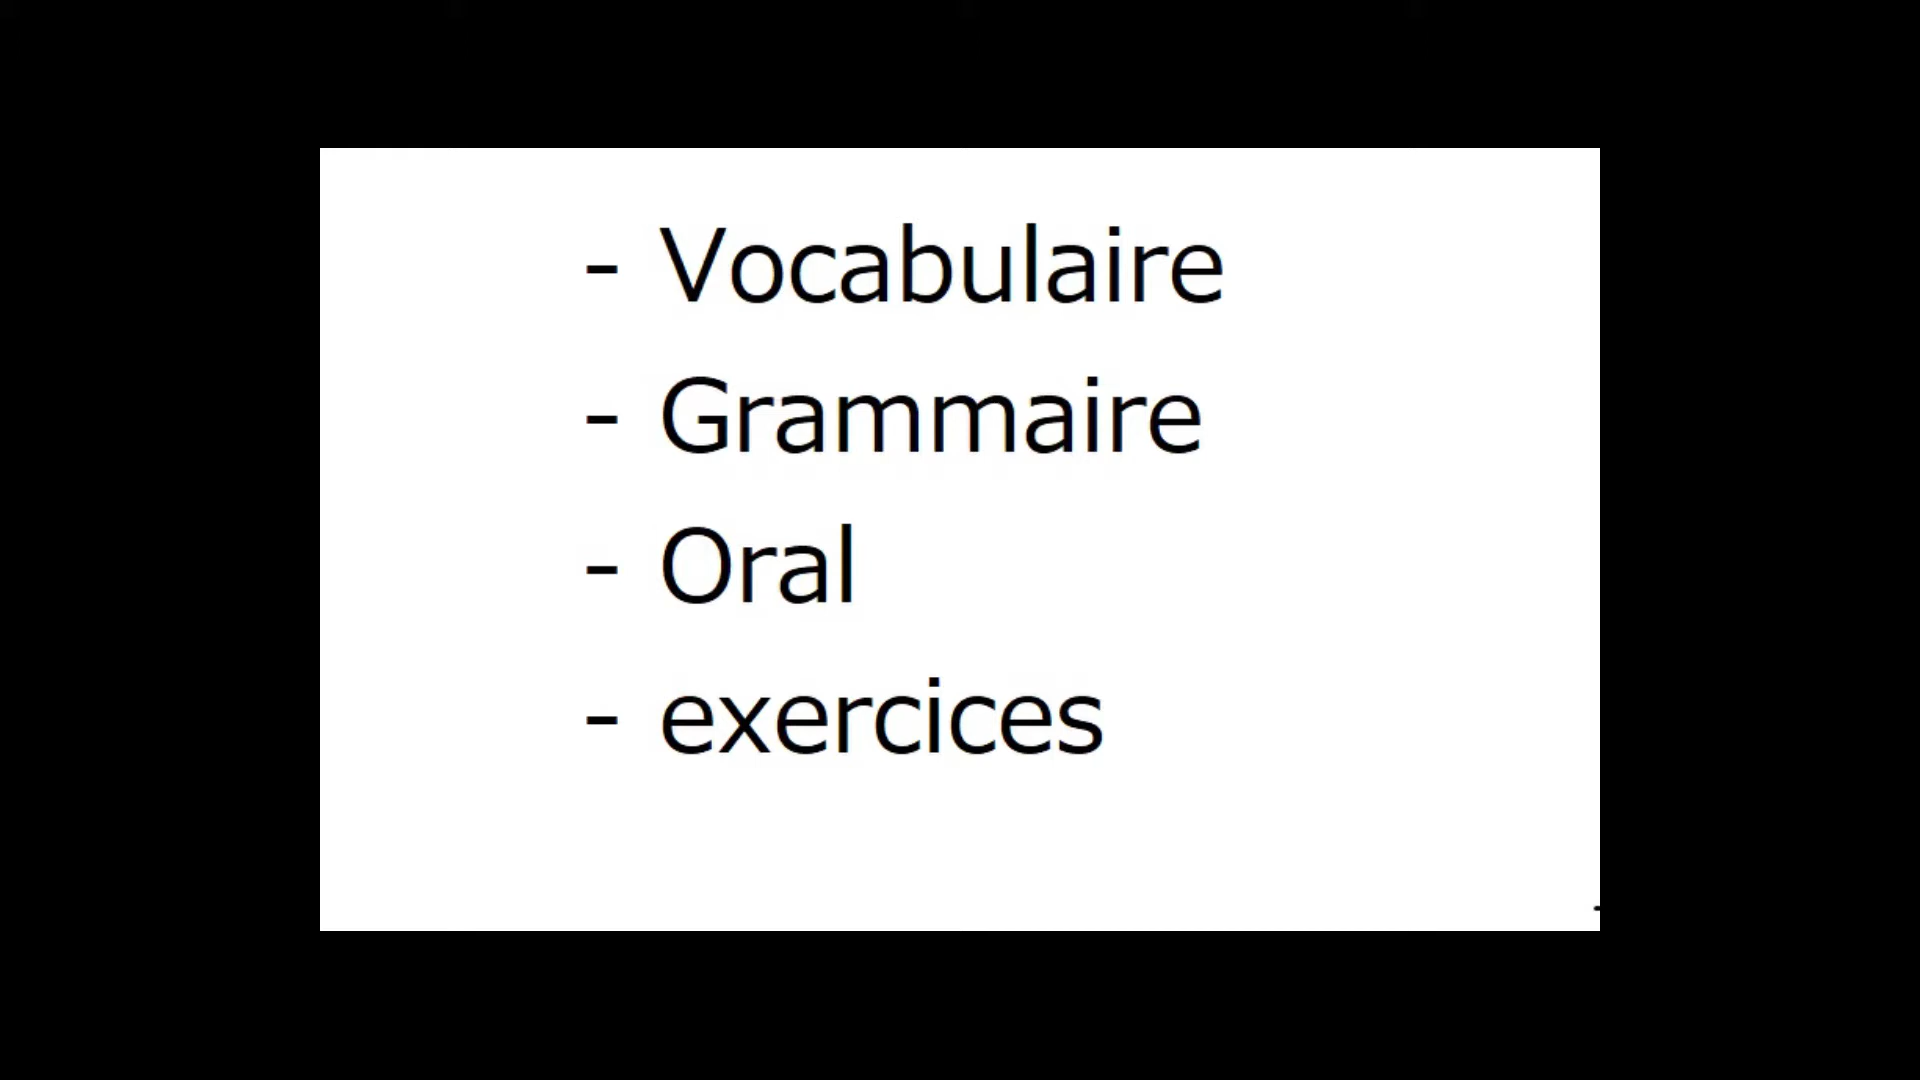 - Vocabulaire
- Grammaire
- Oral
- exercices